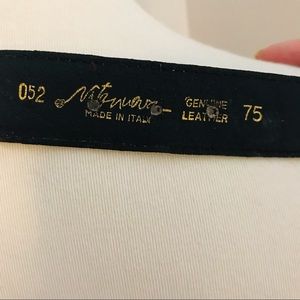 052
MADE IN ITALY
GENUINE
LEATHER
75